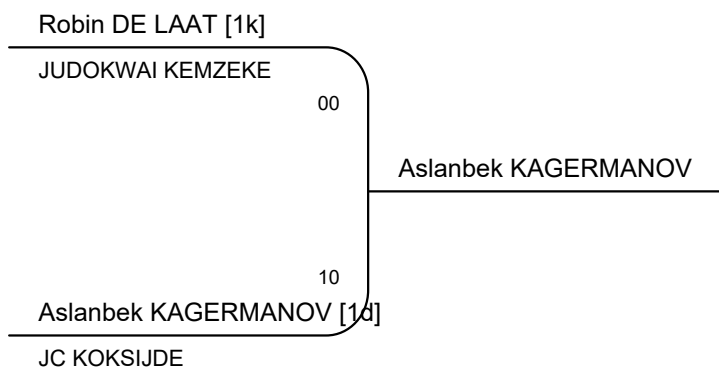 Robin DE LAAT [1k]
JUDOKWAI KEMZEKE
00
Aslanbek KAGERMANOV
10
Aslanbek KAGERMANOV [1d]
JC KOKSIJDE